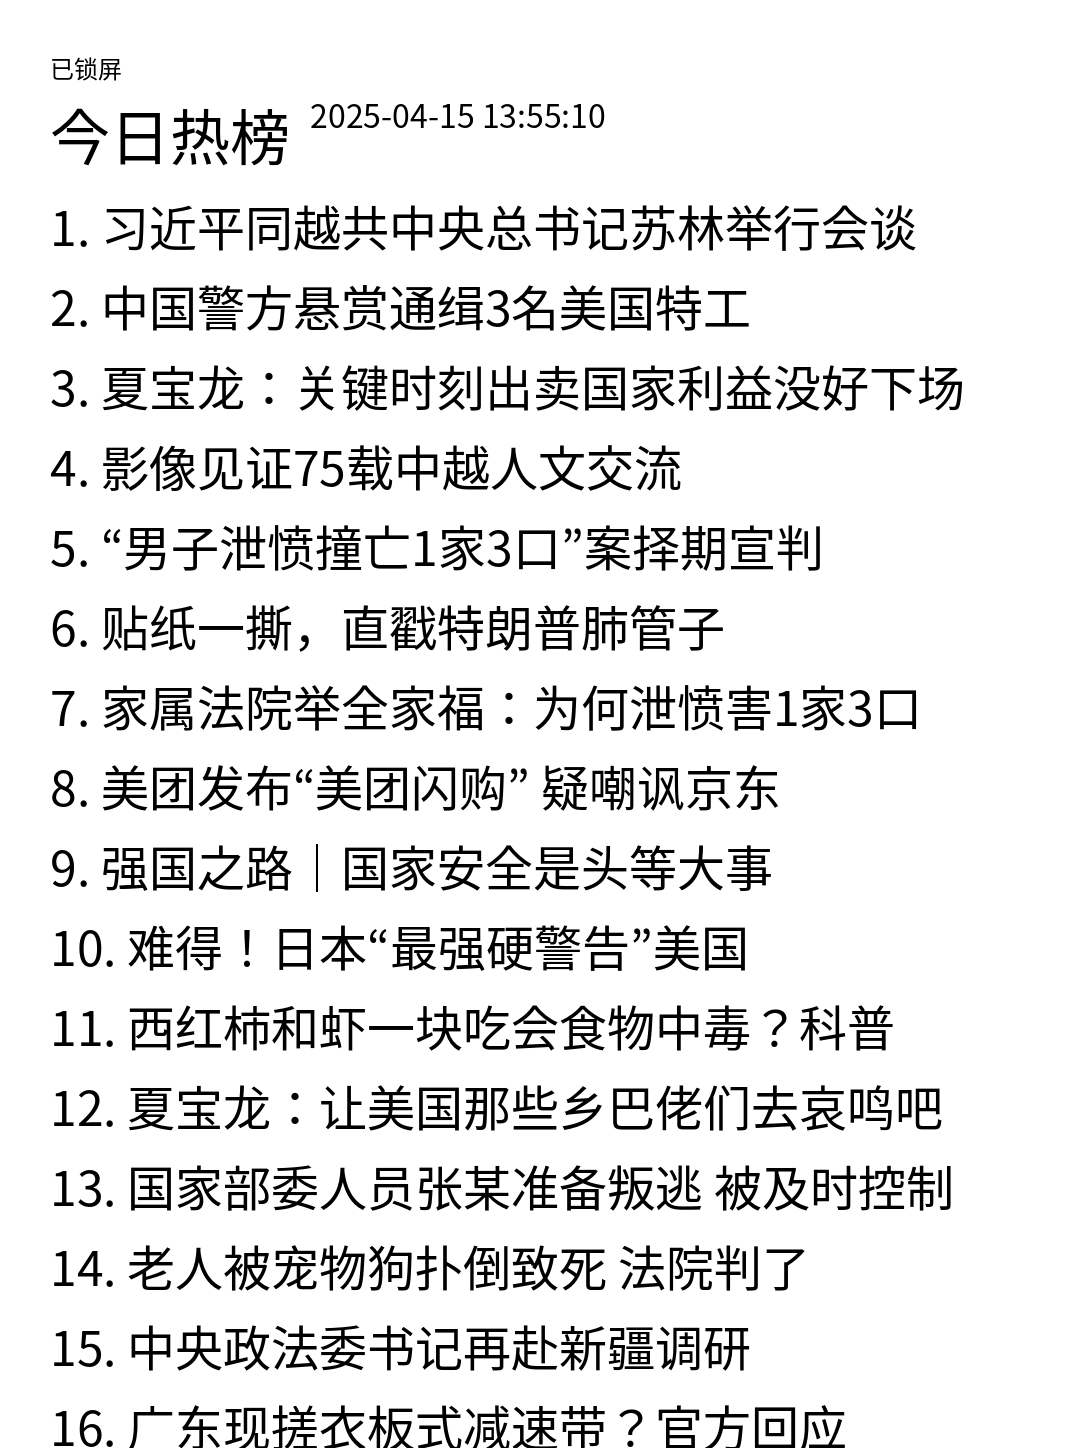 已锁屏
今日热榜 2025-04-15 13:55:10
1. 习近平同越共中央总书记苏林举行会谈
2. 中国警方悬赏通缉3名美国特工
3. 夏宝龙：关键时刻出卖国家利益没好下场
4. 影像见证75载中越人文交流
5. “男子泄愤撞亡1家3口”案择期宣判
6. 贴纸一撕，直戳特朗普肺管子
7. 家属法院举全家福：为何泄愤害1家3口
8. 美团发布“美团闪购” 疑嘲讽京东
9. 强国之路｜国家安全是头等大事
10. 难得！日本“最强硬警告”美国
11. 西红柿和虾一块吃会食物中毒？科普
12. 夏宝龙：让美国那些乡巴佬们去哀鸣吧
13. 国家部委人员张某准备叛逃 被及时控制
14. 老人被宠物狗扑倒致死 法院判了
15. 中央政法委书记再赴新疆调研
16. 广东现搓衣板式减速带？官方回应